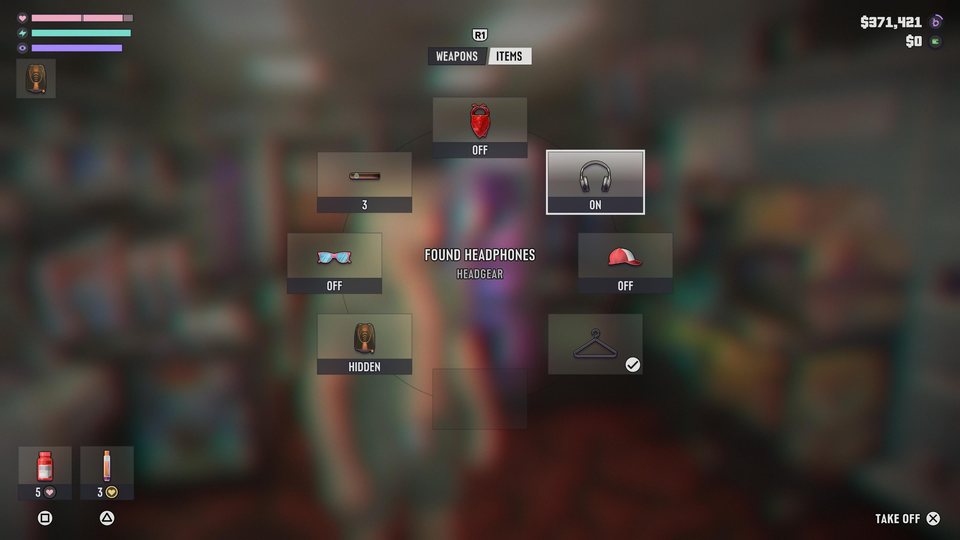 $371,421
$0
R1
WEAPONS ITEMS
OFF
3
ON
FOUND HEADPHONES
HEADGEAR
OFF
OFF
HIDDEN
5
3
TAKE OFF